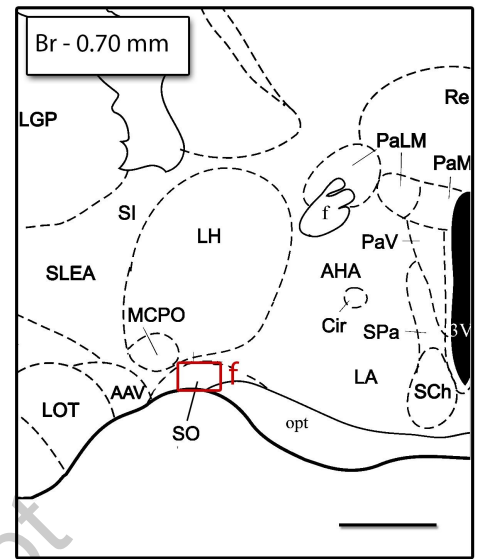 Br - 0.70 mm
LGP
Re
PaLM
PaM
SI
f
LH
PaV
SLEA
AHA
MCPO
Cir
SPa
3V
f
LA
AAV
SCh
LOT
opt
SO